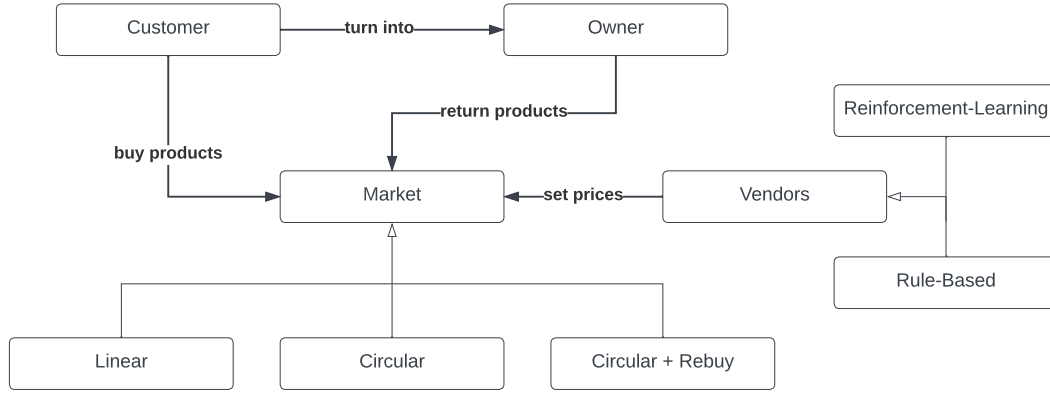 Customer
turn into
Owner
return products
Reinforcement-Learning
buy products
Market
set prices
Vendors
Rule-Based
Linear
Circular
Circular + Rebuy